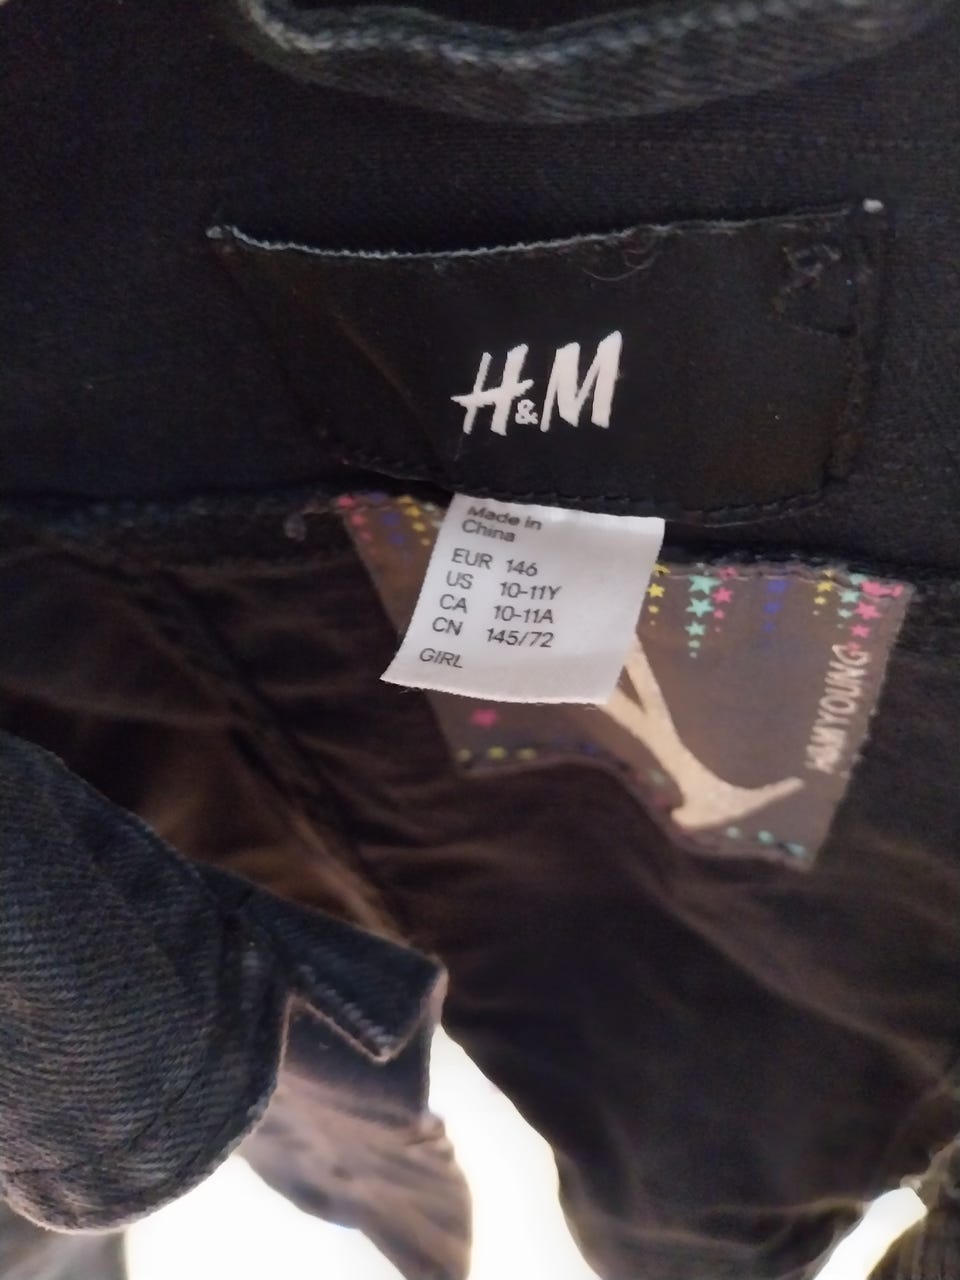 H&M
Made in
China
EUR 146
US 10-11Y
CA 10-11A
CN 145/72
GIRL
H&M YOUNG